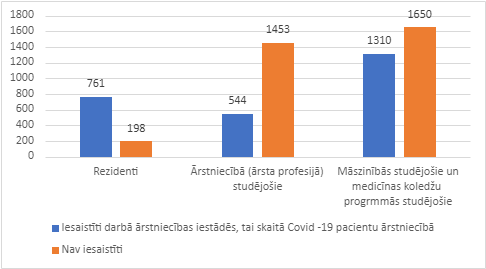 1800
1600
1400
1200
1000
800
600
400
200
0
761
198
544
1453
1310
1650
Rezidenti
Ārstniecībā (ārsta profesijā)
studējošie
Māszinībās studējošie un
medicīnas koledžu
progrmmās studējošie
Iesaistīti darbā ārstniecības iestādēs, tai skaitā Covid -19 pacientu ārstniecībā
Nav iesaistīti